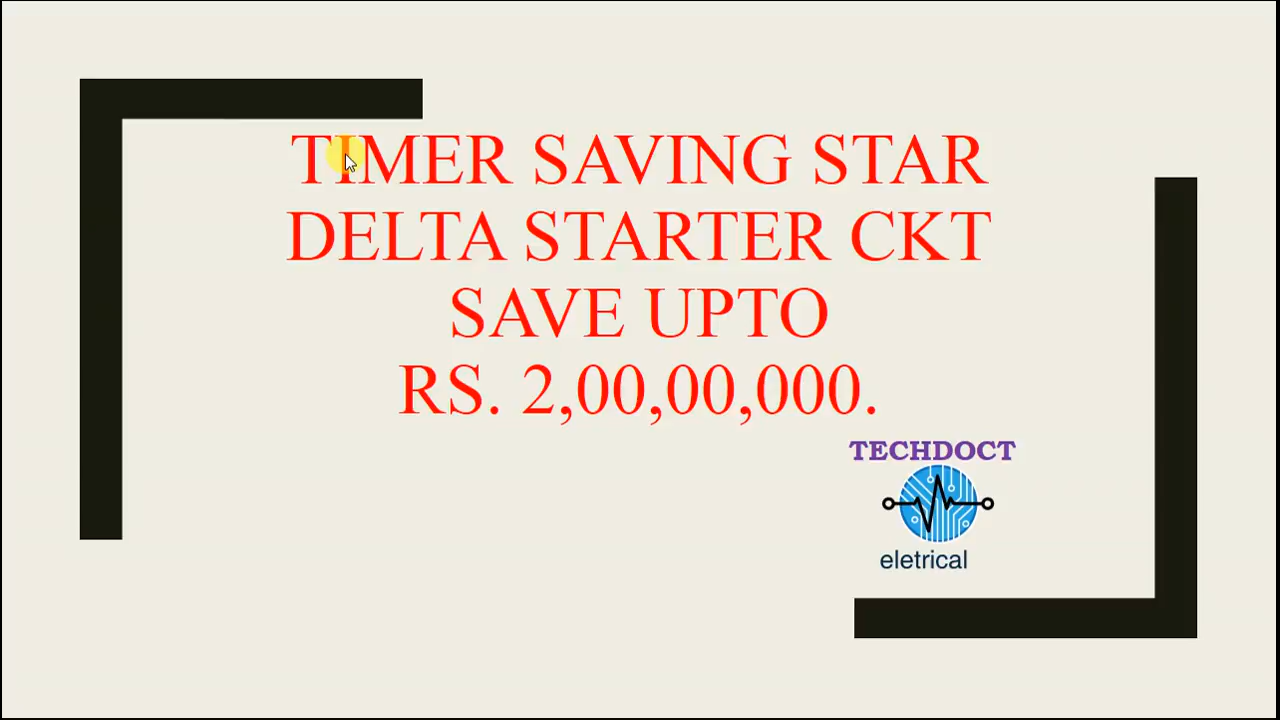 TIMER SAVING STAR
DELTA STARTER CKT
SAVE UPTO
RS. 2,00,00,000.
TECHDOCT
eletrical